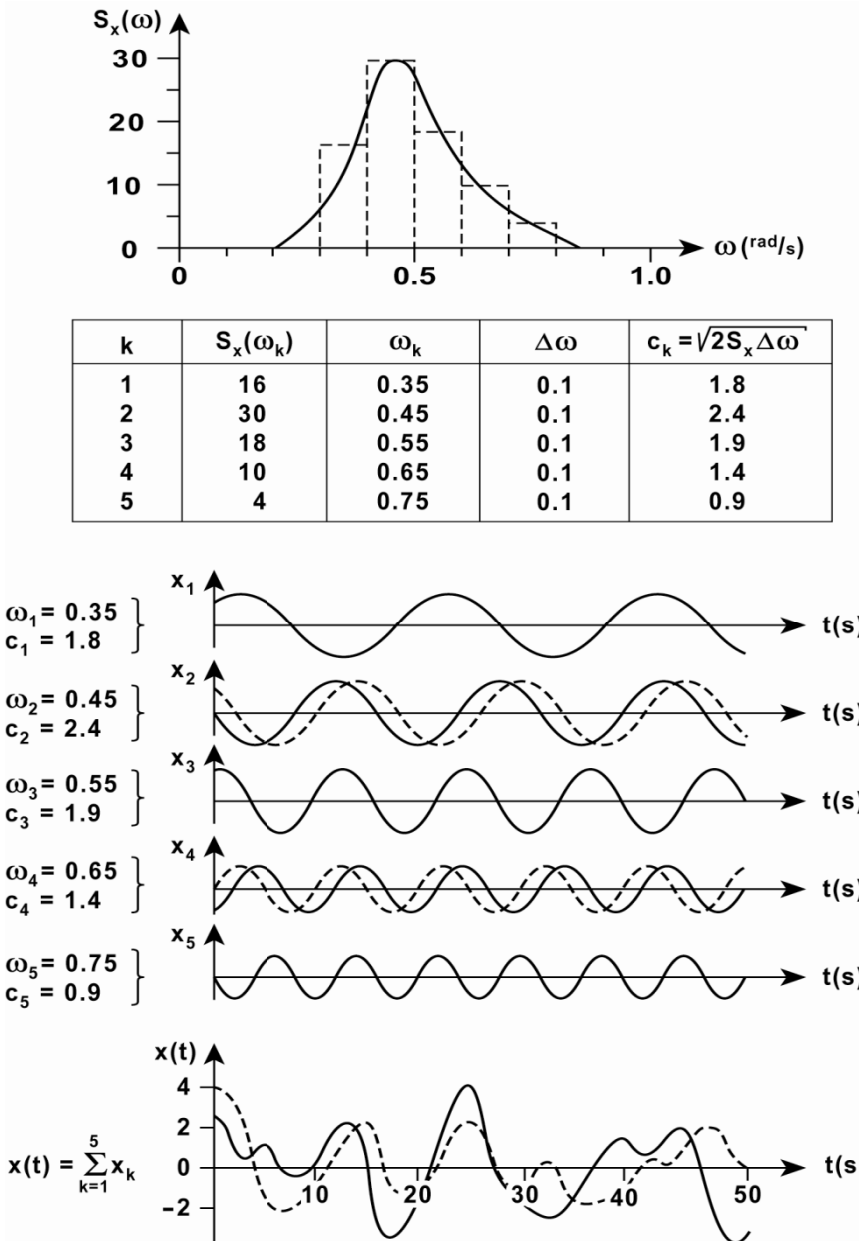 Sₓ(ω)
30
20
10
0
0 0.5 1.0 ω (rad/s)
k Sₓ(ωₖ) ωₖ Δω cₖ = √2SₓΔω
1 16 0.35 0.1 1.8
2 30 0.45 0.1 2.4
3 18 0.55 0.1 1.9
4 10 0.65 0.1 1.4
5 4 0.75 0.1 0.9
x₁
ω₁ = 0.35
c₁ = 1.8
t(s)
x₂
ω₂ = 0.45
c₂ = 2.4
t(s)
x₃
ω₃ = 0.55
c₃ = 1.9
t(s)
x₄
ω₄ = 0.65
c₄ = 1.4
t(s)
x₅
ω₅ = 0.75
c₅ = 0.9
t(s)
x(t)
4
2
0
-2
x(t) = 5∑k=1 xₖ
10 20 30 40 50
t(s